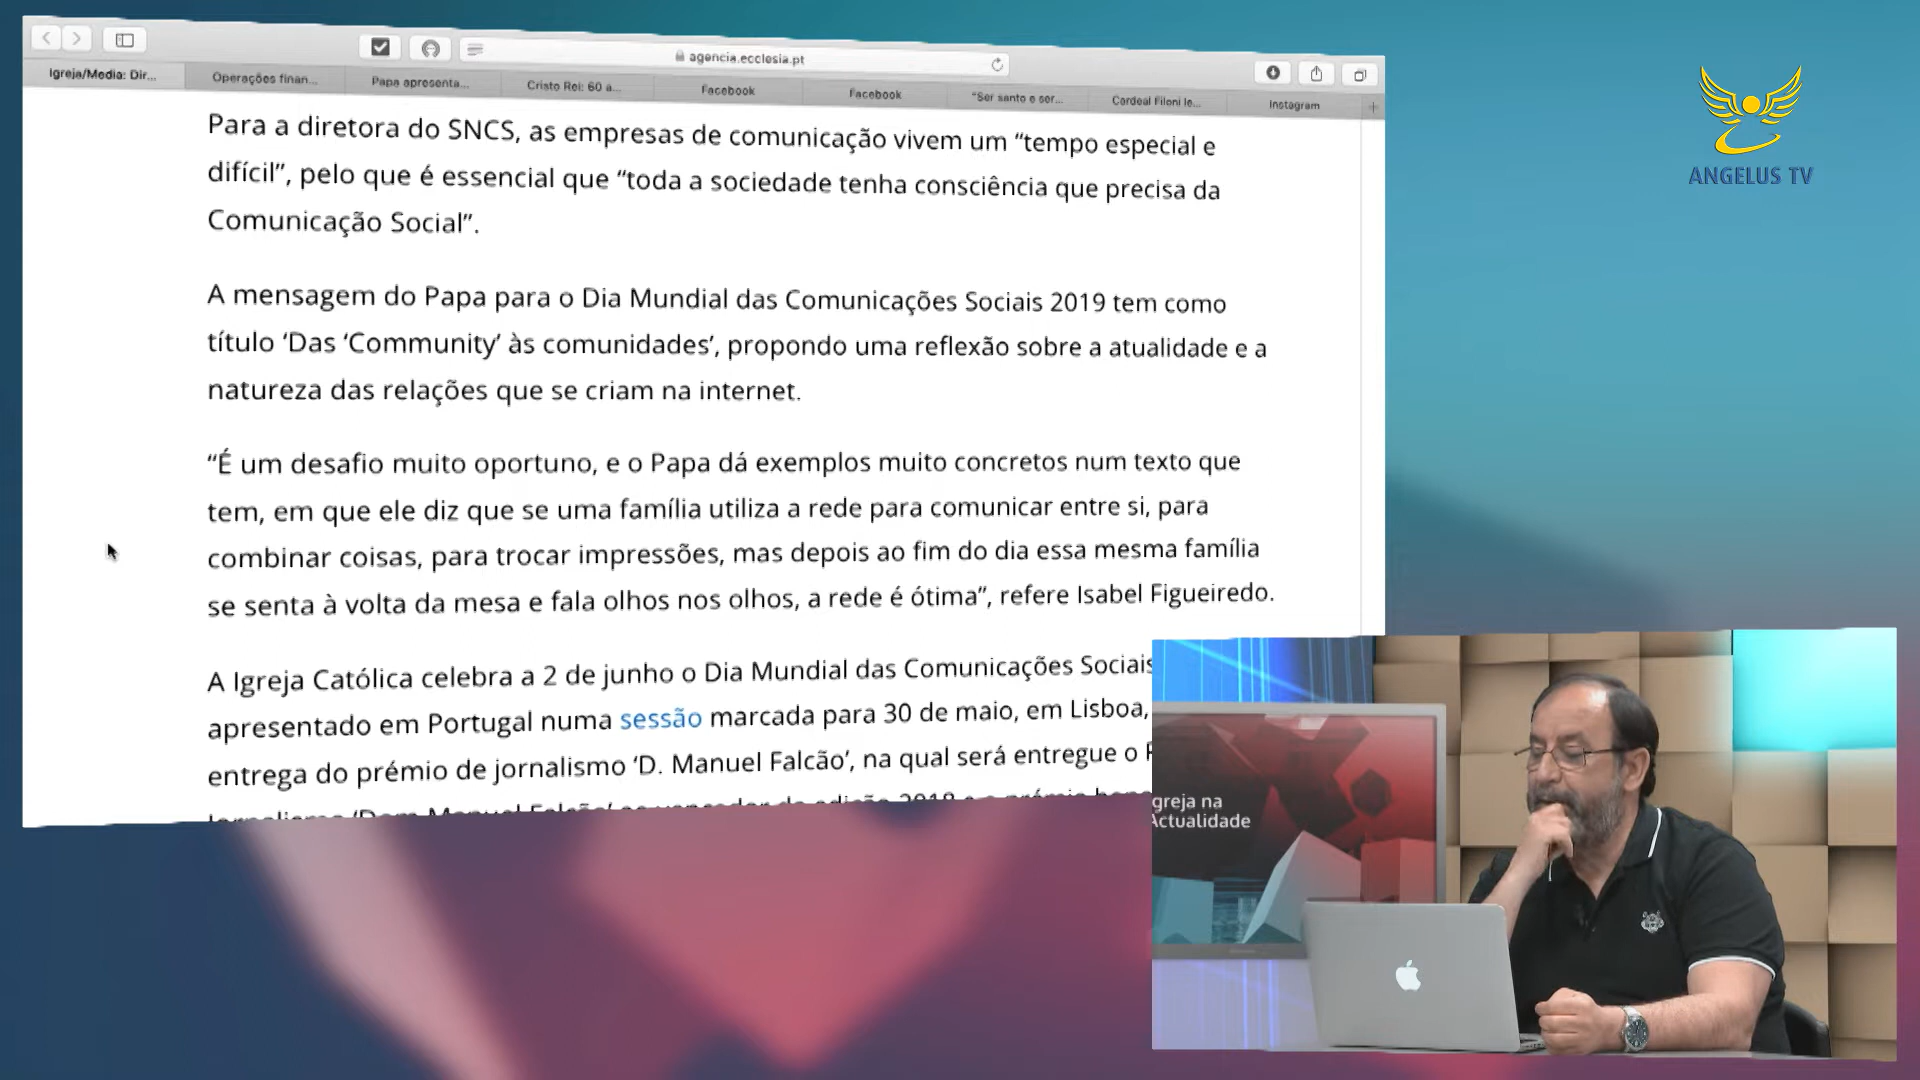 agencia.ecclesia.pt
Igreja/Media: Dir...
Operações finan...
Papa apresenta...
Cristo Rei: 60 a...
Facebook
Facebook
“Ser santo e ser...
Cardeal Filoni le...
Instagram
Para a diretora do SNCS, as empresas de comunicação vivem um “tempo especial e
difícil”, pelo que é essencial que “toda a sociedade tenha consciência que precisa da
Comunicação Social”.
A mensagem do Papa para o Dia Mundial das Comunicações Sociais 2019 tem como
título ‘Das ‘Community’ às comunidades’, propondo uma reflexão sobre a atualidade e a
natureza das relações que se criam na internet.
“É um desafio muito oportuno, e o Papa dá exemplos muito concretos num texto que
tem, em que ele diz que se uma família utiliza a rede para comunicar entre si, para
combinar coisas, para trocar impressões, mas depois ao fim do dia essa mesma família
se senta à volta da mesa e fala olhos nos olhos, a rede é ótima”, refere Isabel Figueiredo.
A Igreja Católica celebra a 2 de junho o Dia Mundial das Comunicações Sociais
apresentado em Portugal numa sessão marcada para 30 de maio, em Lisboa,
entrega do prémio de jornalismo ‘D. Manuel Falcão’, na qual será entregue o
ANGELUS TV
greja na
Actualidade